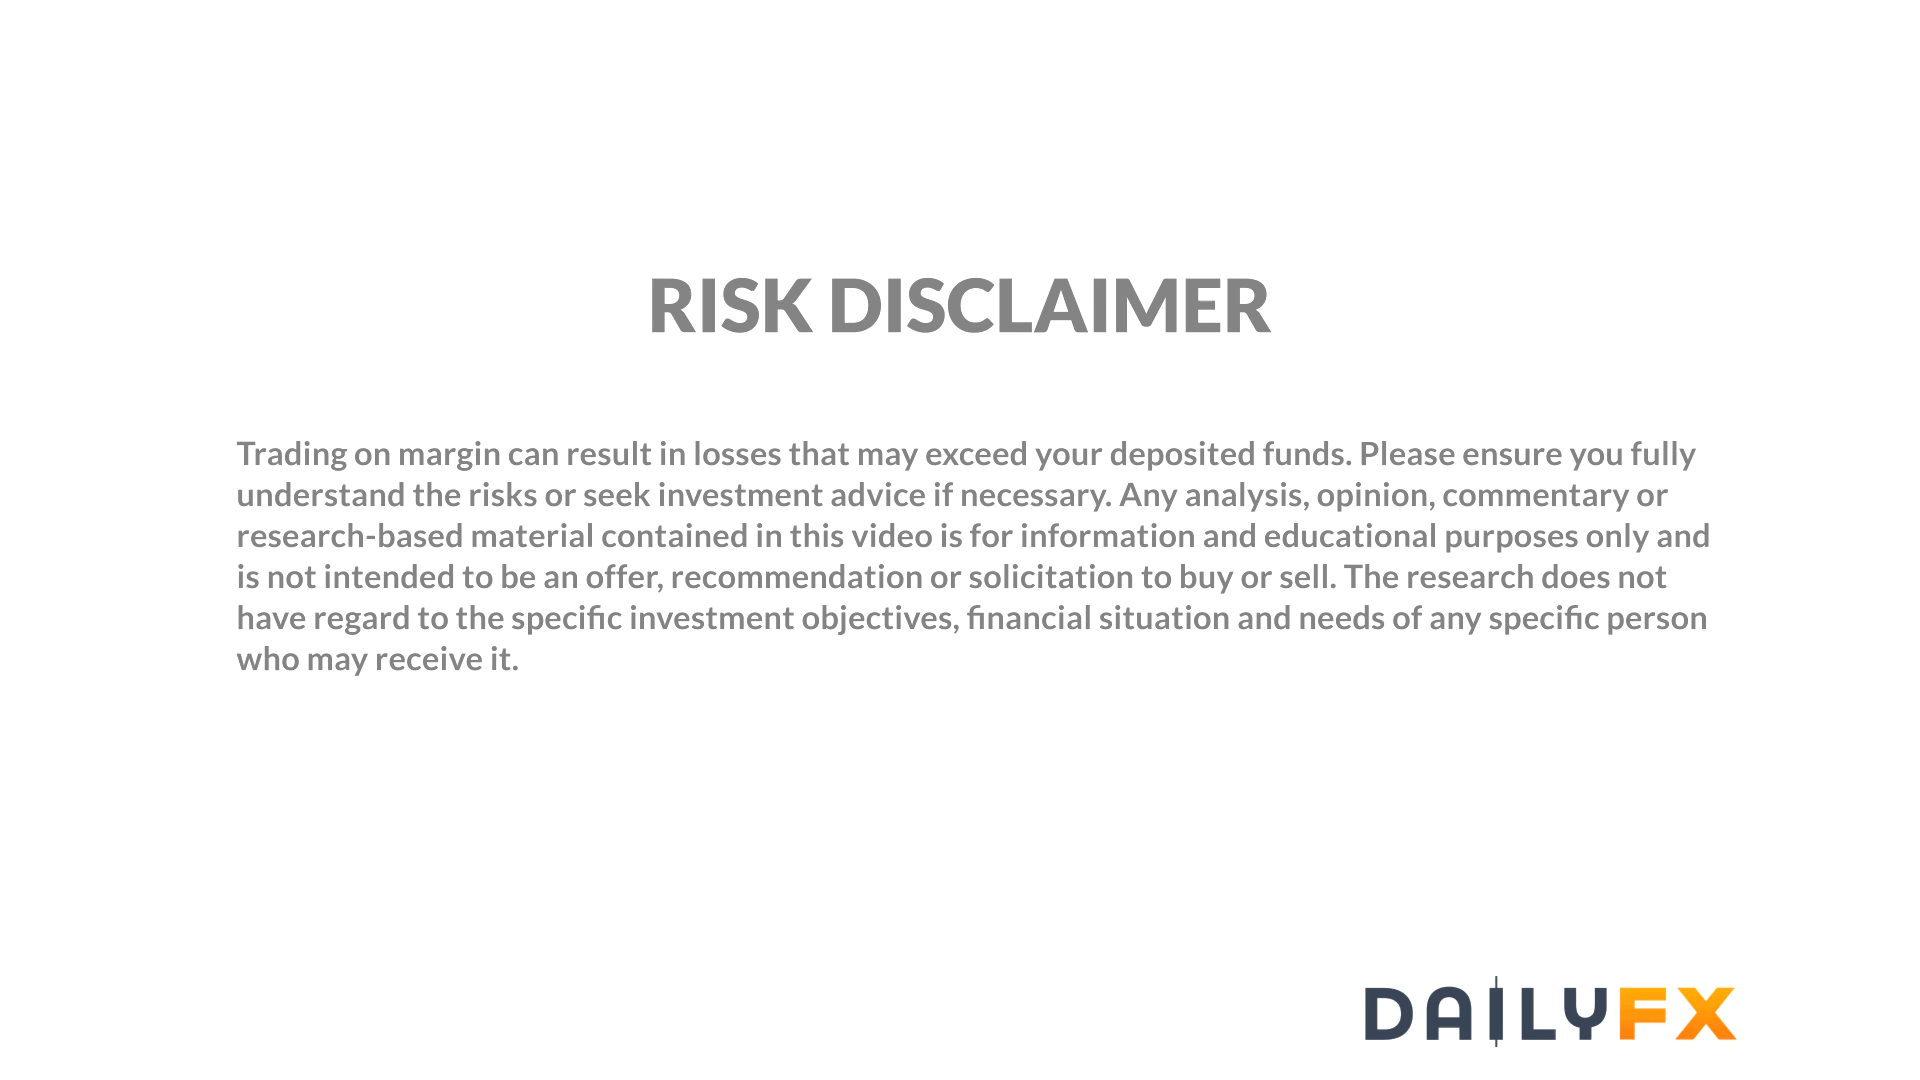 RISK DISCLAIMER
Trading on margin can result in losses that may exceed your deposited funds. Please ensure you fully
understand the risks or seek investment advice if necessary. Any analysis, opinion, commentary or
research-based material contained in this video is for information and educational purposes only and
is not intended to be an offer, recommendation or solicitation to buy or sell. The research does not
have regard to the specific investment objectives, financial situation and needs of any specific person
who may receive it.
DAILYFX